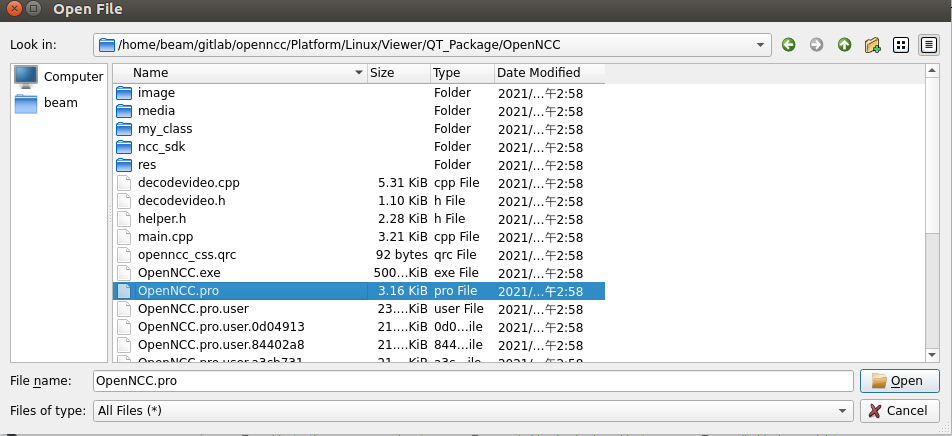 Open File
Look in: /home/beam/gitlab/openncc/Platform/Linux/Viewer/QT_Package/OpenNCC
Computer
beam
Name Size Type Date Modified
image Folder 2021/...午2:58
media Folder 2021/...午2:58
my_class Folder 2021/...午2:58
ncc_sdk Folder 2021/...午2:58
res Folder 2021/...午2:58
decodevideo.cpp 5.31 KiB cpp File 2021/...午2:58
decodevideo.h 1.10 KiB h File 2021/...午2:58
helper.h 2.28 KiB h File 2021/...午2:58
main.cpp 3.21 KiB cpp File 2021/...午2:58
openncc_css.qrc 92 bytes qrc File 2021/...午2:58
OpenNCC.exe 500....KiB exe File 2021/...午2:58
OpenNCC.pro 3.16 KiB pro File 2021/...午2:58
OpenNCC.pro.user 23....KiB user File 2021/...午2:58
OpenNCC.pro.user.0d04913 21....KiB 0d0...ile 2021/...午2:58
OpenNCC.pro.user.84402a8 21....KiB 844...ile 2021/...午2:58
OpenNCC.pro.user.a3cb731 21....KiB a3c...ile 2021/...午2:58
File name: OpenNCC.pro Open
Files of type: All Files (*) Cancel